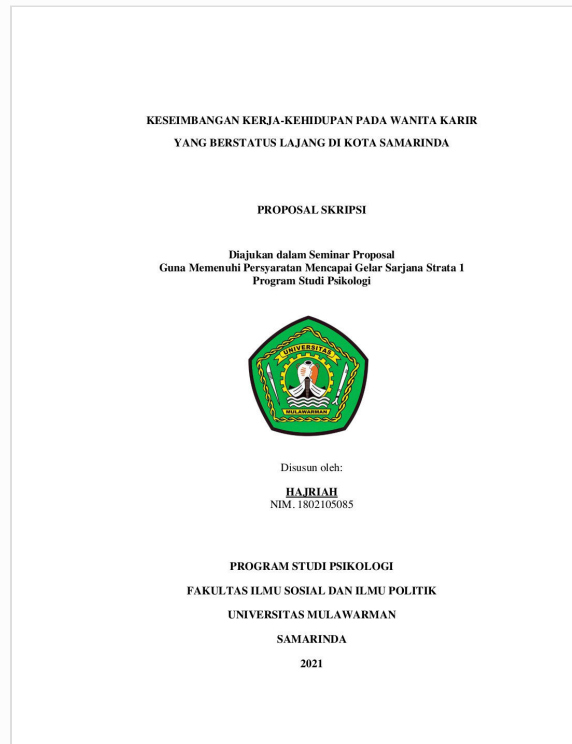 KESEIMBANGAN KERJA-KEHIDUPAN PADA WANITA KARIR
YANG BERSTATUS LAJANG DI KOTA SAMARINDA
PROPOSAL SKRIPSI
Diajukan dalam Seminar Proposal
Guna Memenuhi Persyaratan Mencapai Gelar Sarjana Strata 1
Program Studi Psikologi
UNIVERSITAS
MULAWARMAN
Disusun oleh:
HAJRIAH
NIM. 1802105085
PROGRAM STUDI PSIKOLOGI
FAKULTAS ILMU SOSIAL DAN ILMU POLITIK
UNIVERSITAS MULAWARMAN
SAMARINDA
2021